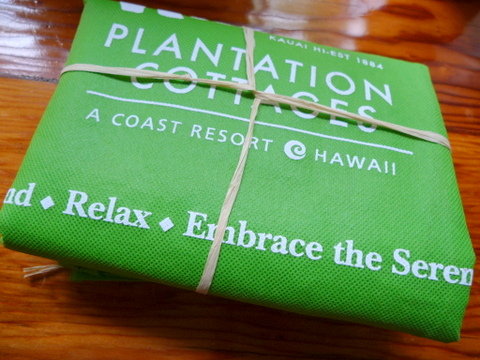 KAUAI HI-EST 1884
PLANTATION
COTTAGES
A COAST RESORT HAWAII
Relax ◆ Embrace the